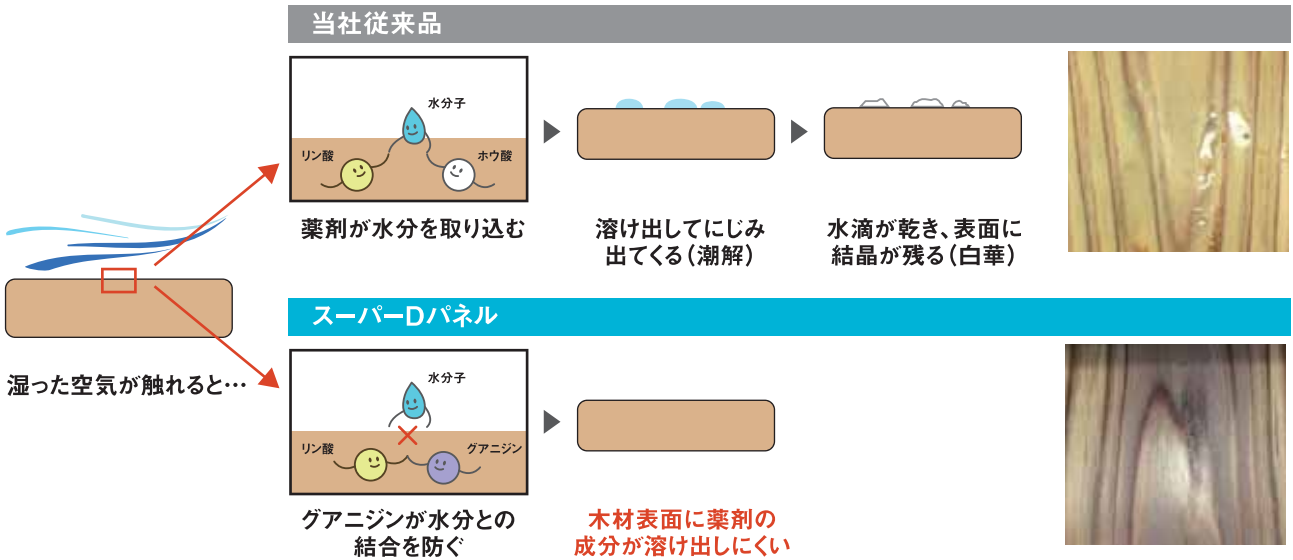 当社従来品
水分子
リン酸
ホウ酸
薬剤が水分を取り込む
溶け出してにじみ
出てくる(潮解)
水滴が乾き、表面に
結晶が残る(白華)
湿った空気が触れると…
スーパーDパネル
水分子
リン酸
グアニジン
グアニジンが水分との
結合を防ぐ
木材表面に薬剤の
成分が溶け出しにくい